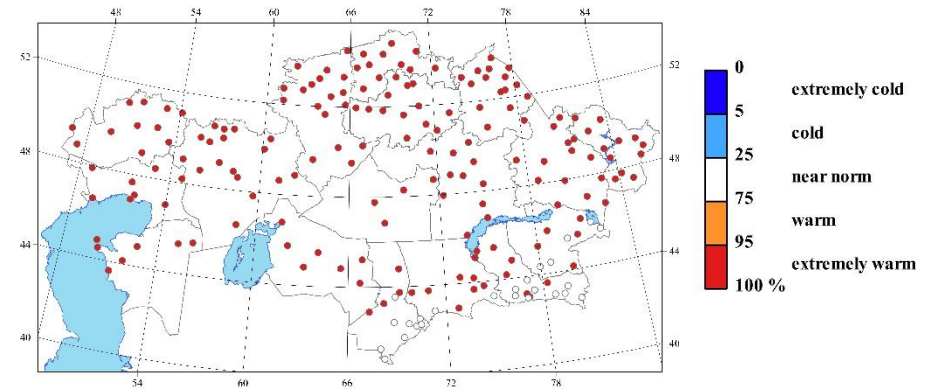 48 54 60 66 72 78 84
52 52
48 48
44 44
40 40
54 60 66 72 78
0
extremely cold
5
cold
25
near norm
75
warm
95
extremely warm
100 %